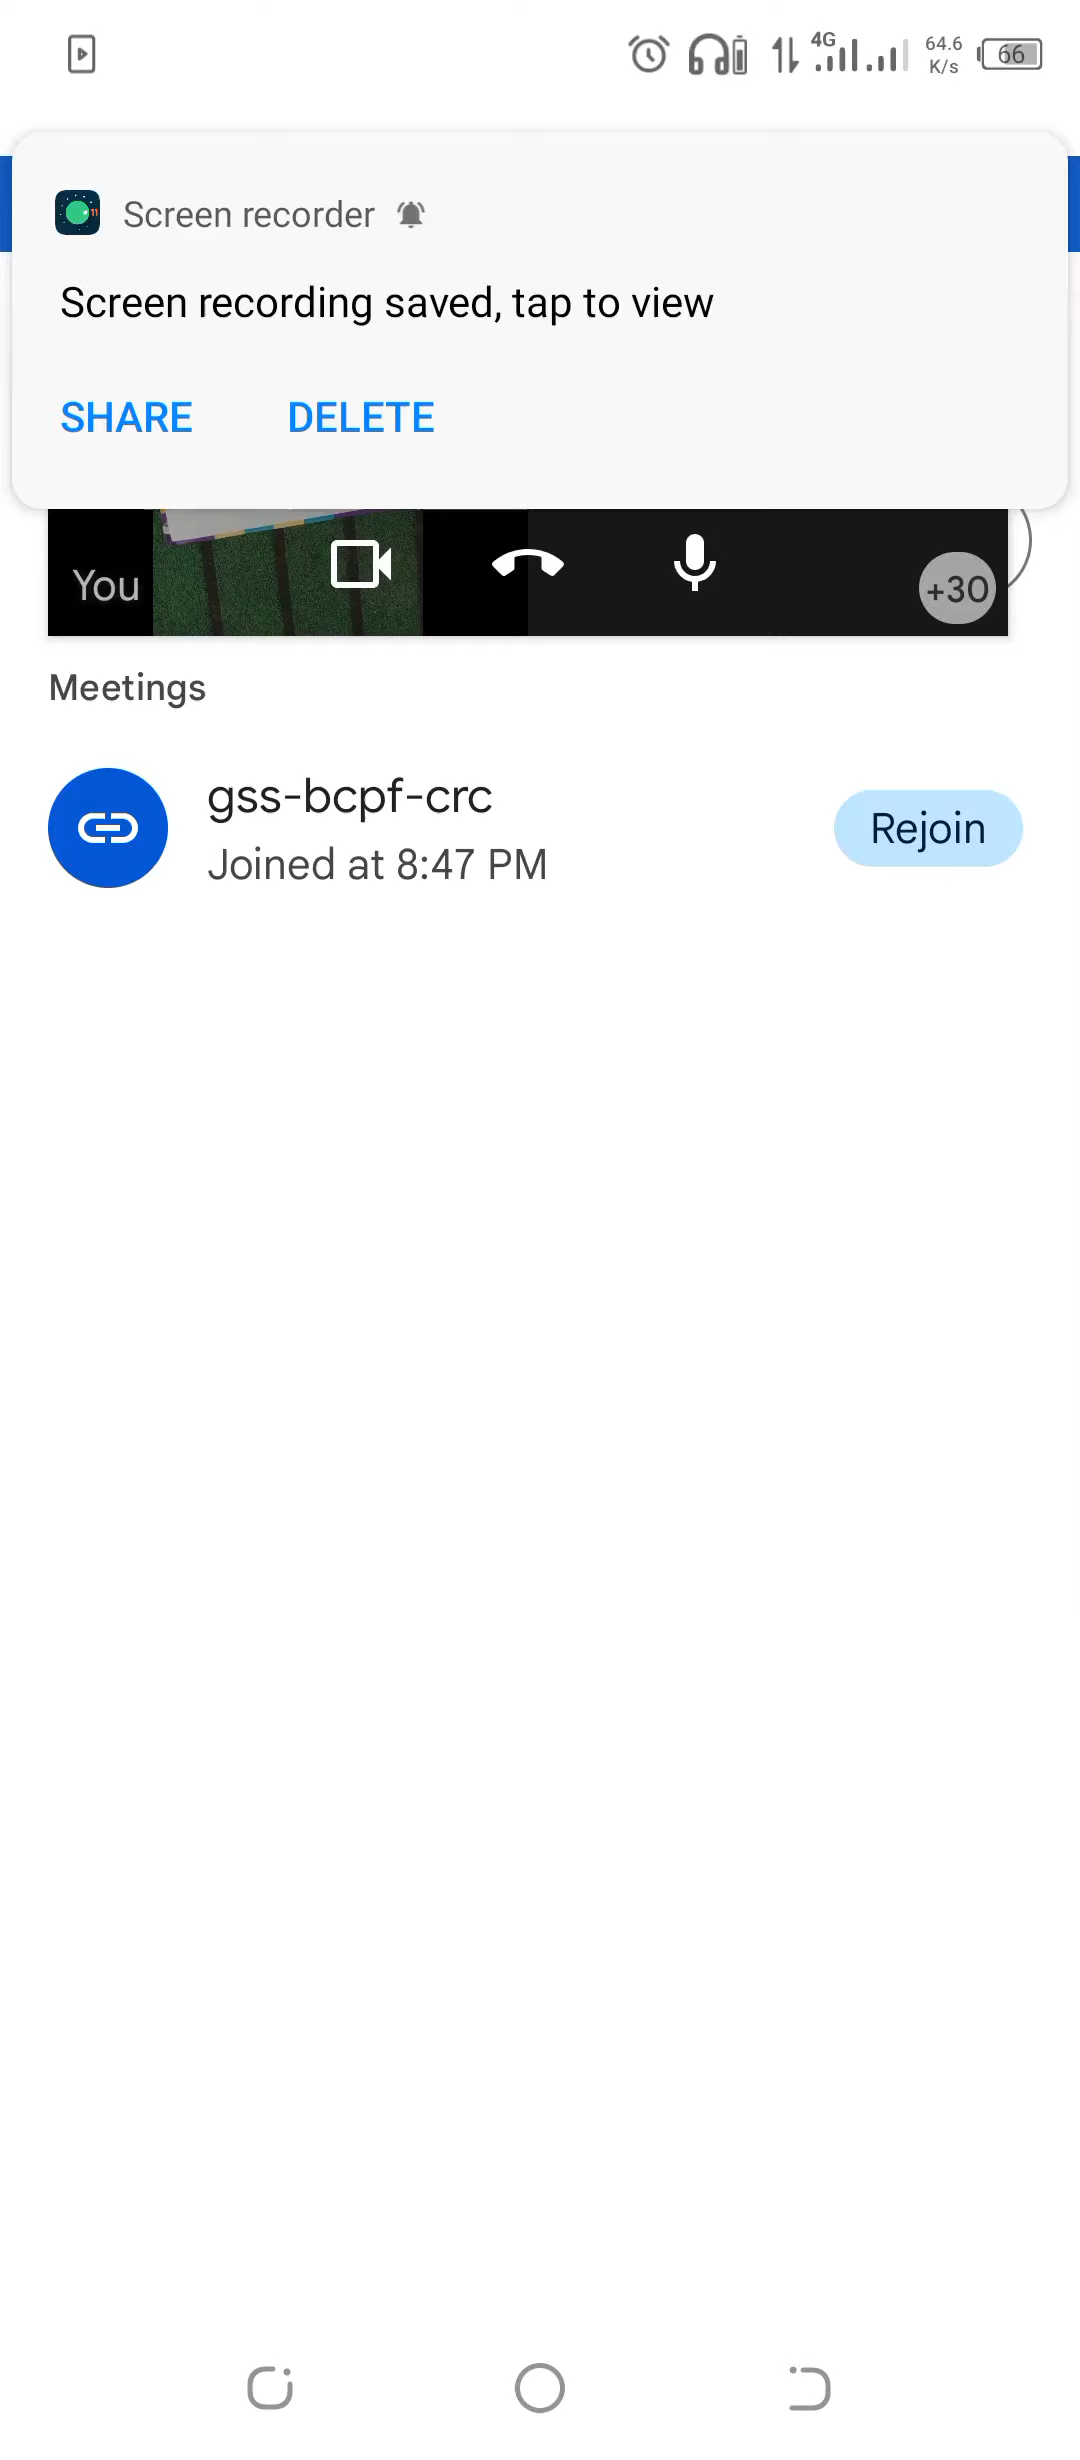 4G
64.6
K/s
66
Screen recorder
Screen recording saved, tap to view
SHARE DELETE
You
+30
Meetings
gss-bcpf-crc
Joined at 8:47 PM
Rejoin